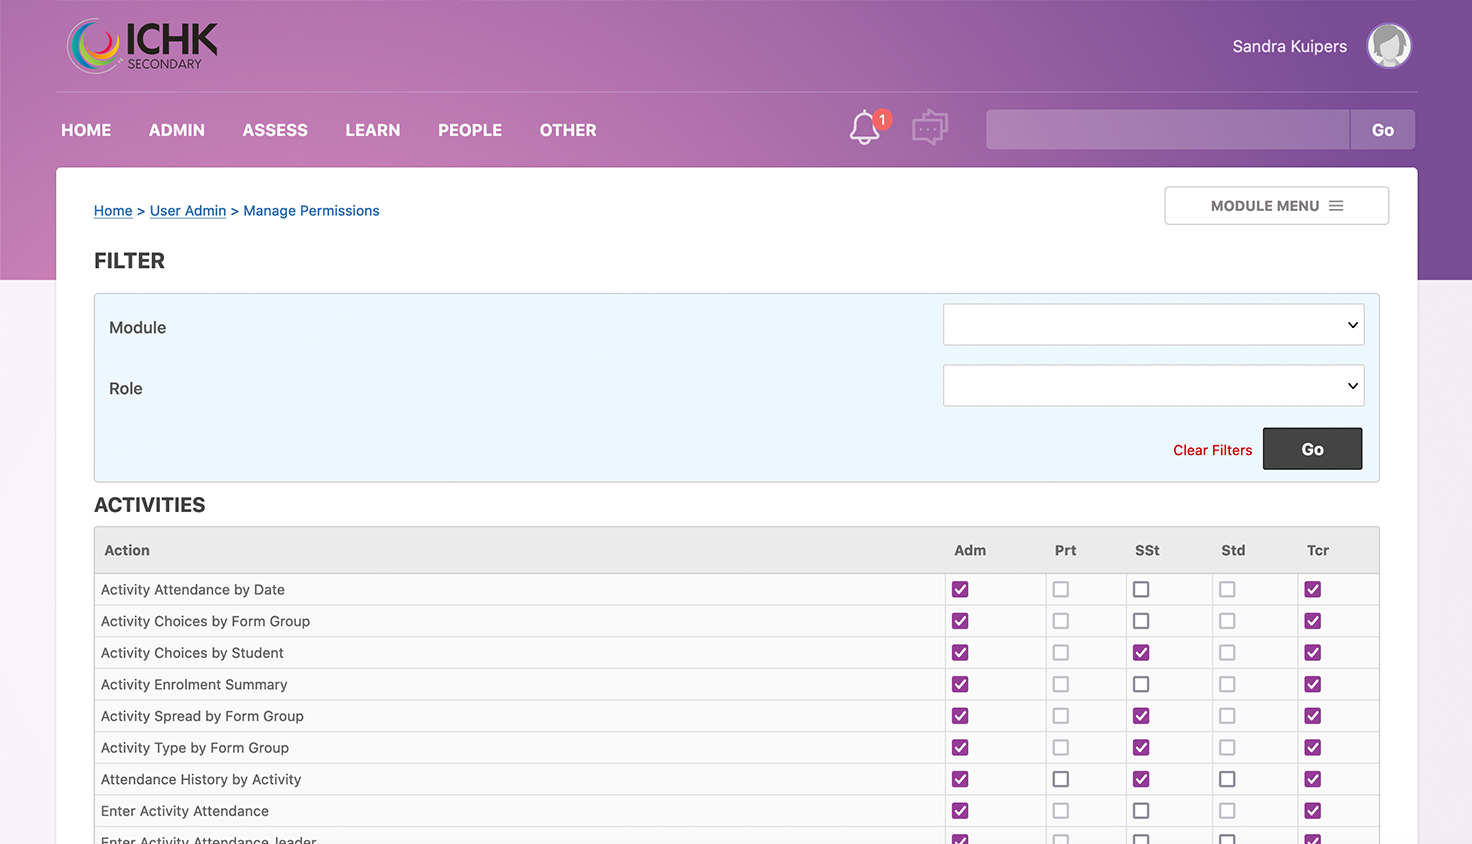 ICHK
SECONDARY
Sandra Kuipers
HOME ADMIN ASSESS LEARN PEOPLE OTHER 1 Go
Home > User Admin > Manage Permissions
MODULE MENU
FILTER
Module
Role
Clear Filters Go
ACTIVITIES
Action Adm Prt SSt Std Tcr
Activity Attendance by Date
Activity Choices by Form Group
Activity Choices by Student
Activity Enrolment Summary
Activity Spread by Form Group
Activity Type by Form Group
Attendance History by Activity
Enter Activity Attendance
Enter Activity Attendance_leader